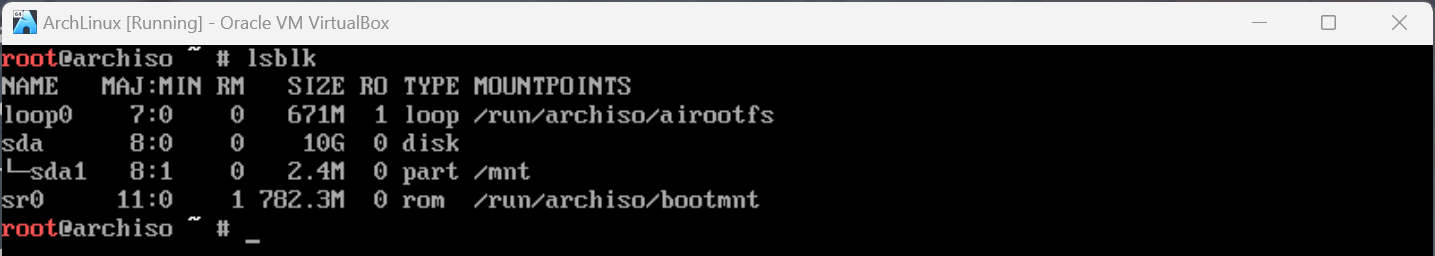 64
ArchLinux [Running] - Oracle VM VirtualBox
root@archiso ~ # lsblk
NAME   MAJ:MIN RM   SIZE RO TYPE MOUNTPOINTS
loop0    7:0    0   671M  1 loop /run/archiso/airootfs
sda      8:0    0    10G  0 disk
└─sda1   8:1    0   2.4M  0 part /mnt
sr0     11:0    1 782.3M  0 rom  /run/archiso/bootmnt
root@archiso ~ # _